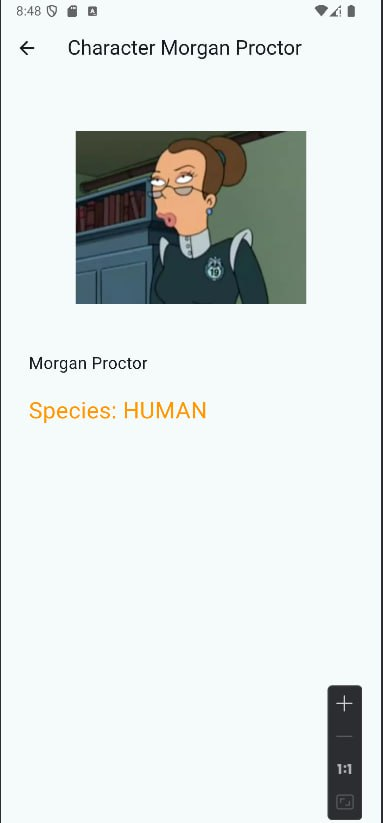 8:48
Character Morgan Proctor
19
Morgan Proctor
Species: HUMAN
1:1